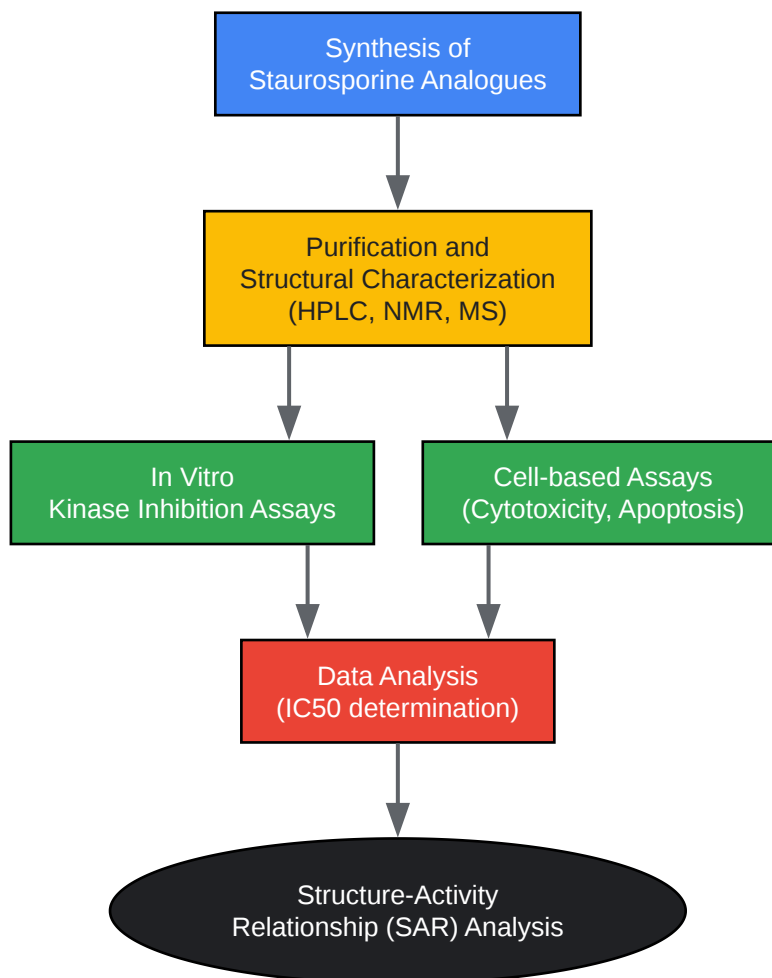 Synthesis of
Staurosporine Analogues
Purification and
Structural Characterization
(HPLC, NMR, MS)
In Vitro
Kinase Inhibition Assays
Cell-based Assays
(Cytotoxicity, Apoptosis)
Data Analysis
(IC50 determination)
Structure-Activity
Relationship (SAR) Analysis